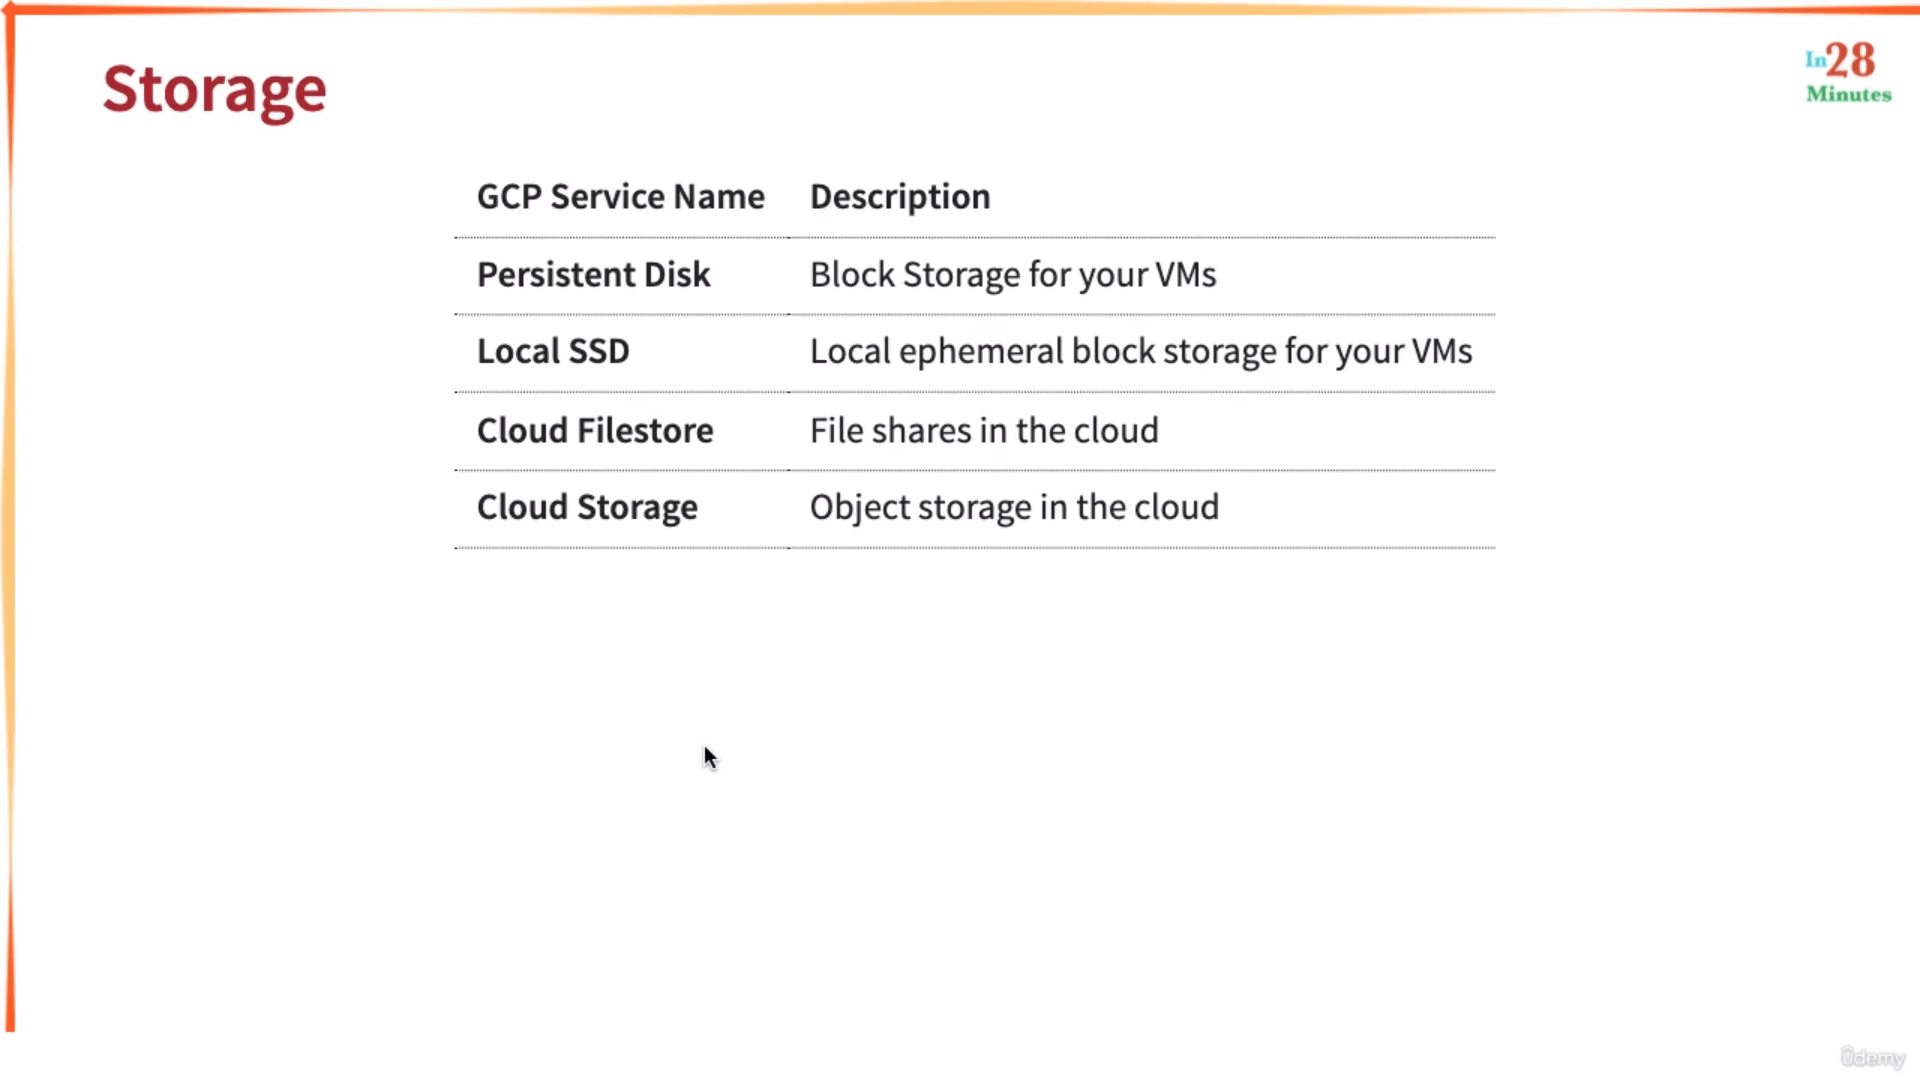 Storage
In28
Minutes
GCP Service Name Description
Persistent Disk Block Storage for your VMs
Local SSD Local ephemeral block storage for your VMs
Cloud Filestore File shares in the cloud
Cloud Storage Object storage in the cloud
ûdemy